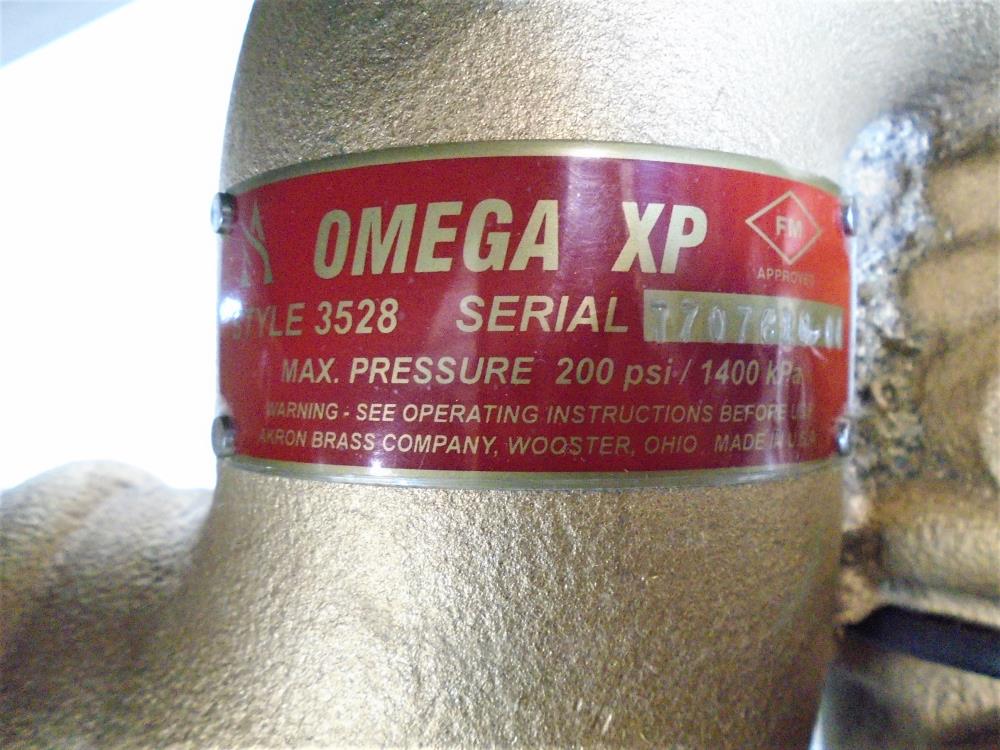 OMEGA XP
FM
APPROVED
STYLE 3528 SERIAL
MAX. PRESSURE 200 psi / 1400 kPa
WARNING - SEE OPERATING INSTRUCTIONS BEFORE USE
AKRON BRASS COMPANY, WOOSTER, OHIO MADE IN USA